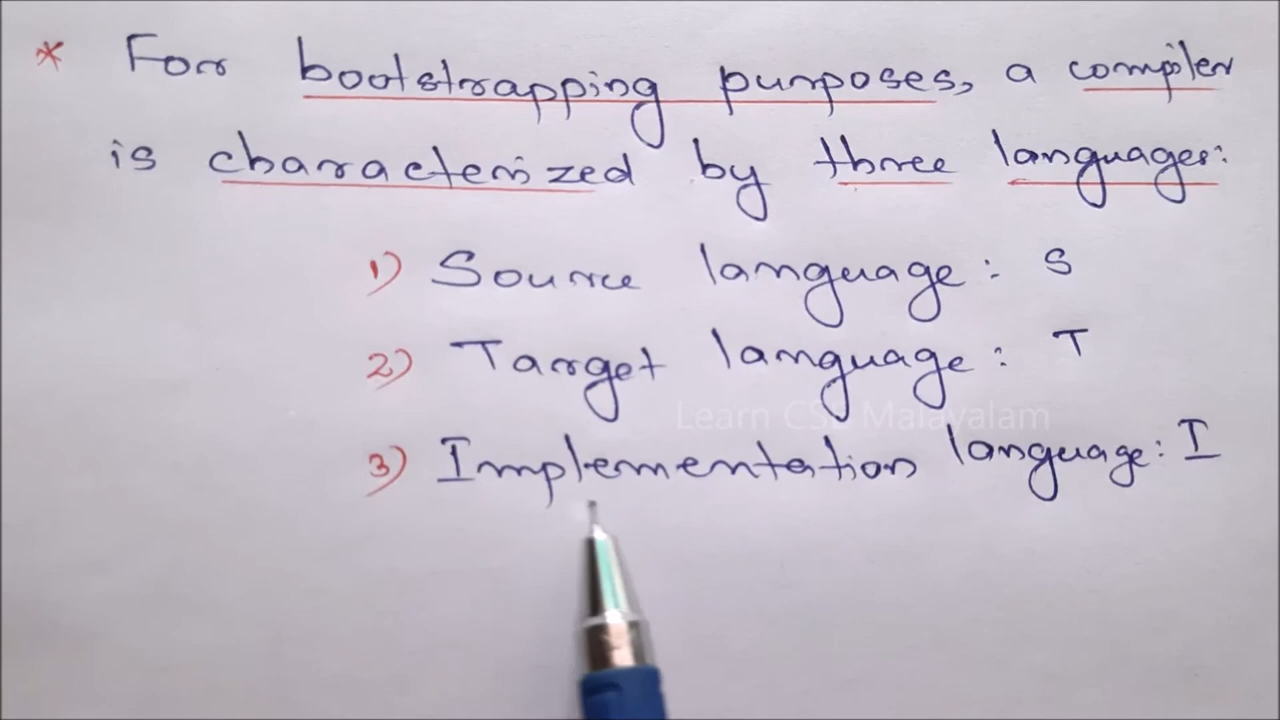 * For bootstrapping purposes, a compiler
is characterized by three languages:
1) Source language: S
2) Target language: T
Learn CSE Malayalam
3) Implementation language: I